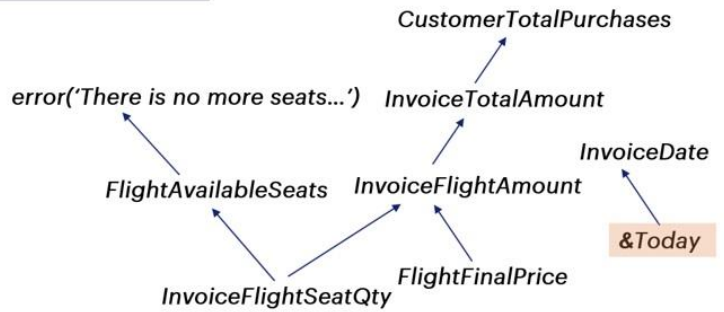 CustomerTotalPurchases
error('There is no more seats...')
InvoiceTotalAmount
InvoiceDate
FlightAvailableSeats
InvoiceFlightAmount
&Today
FlightFinalPrice
InvoiceFlightSeatQty